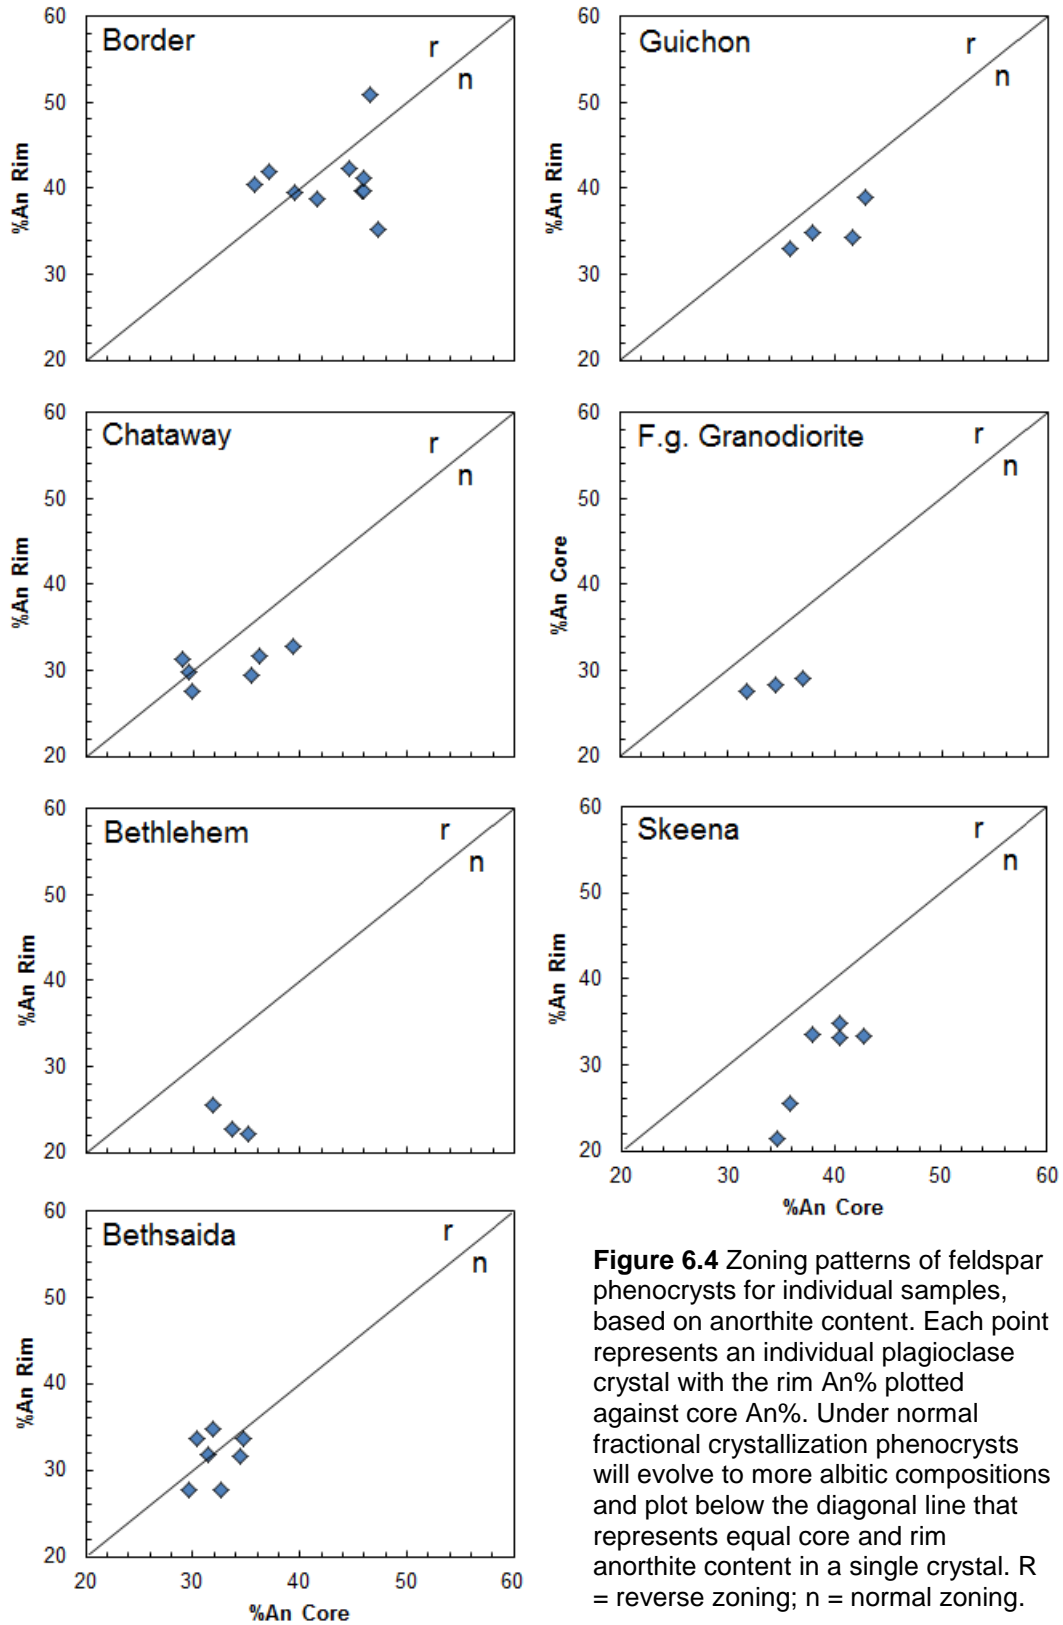 Border
r
n
60
50
40
30
20
%An Rim
Guichon
r
n
60
50
40
30
20
%An Rim
Chataway
r
n
60
50
40
30
20
%An Rim
F.g. Granodiorite
r
n
60
50
40
30
20
%An Core
Bethlehem
r
n
60
50
40
30
20
%An Rim
Skeena
r
n
60
50
40
30
20
%An Rim
20 30 40 50 60
%An Core
Bethsaida
r
n
60
50
40
30
20
%An Rim
20 30 40 50 60
%An Core
Figure 6.4 Zoning patterns of feldspar
phenocrysts for individual samples,
based on anorthite content. Each point
represents an individual plagioclase
crystal with the rim An% plotted
against core An%. Under normal
fractional crystallization phenocrysts
will evolve to more albitic compositions
and plot below the diagonal line that
represents equal core and rim
anorthite content in a single crystal. R
= reverse zoning; n = normal zoning.